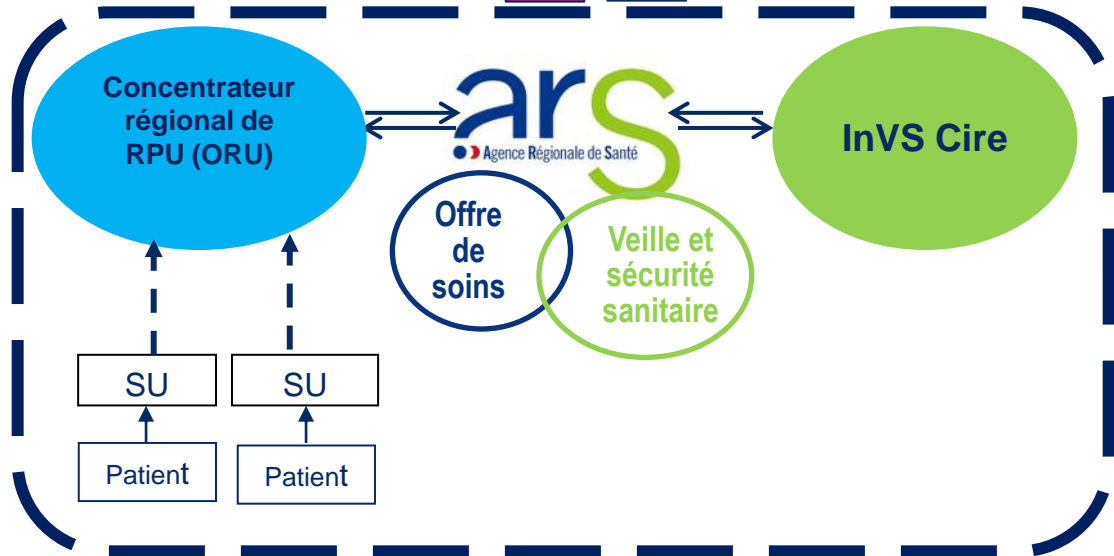 Concentrateur
régional de
RPU (ORU)
ars
Agence Régionale de Santé
InVS Cire
Offre
de
soins
Veille et
sécurité
sanitaire
SU
SU
Patient
Patient